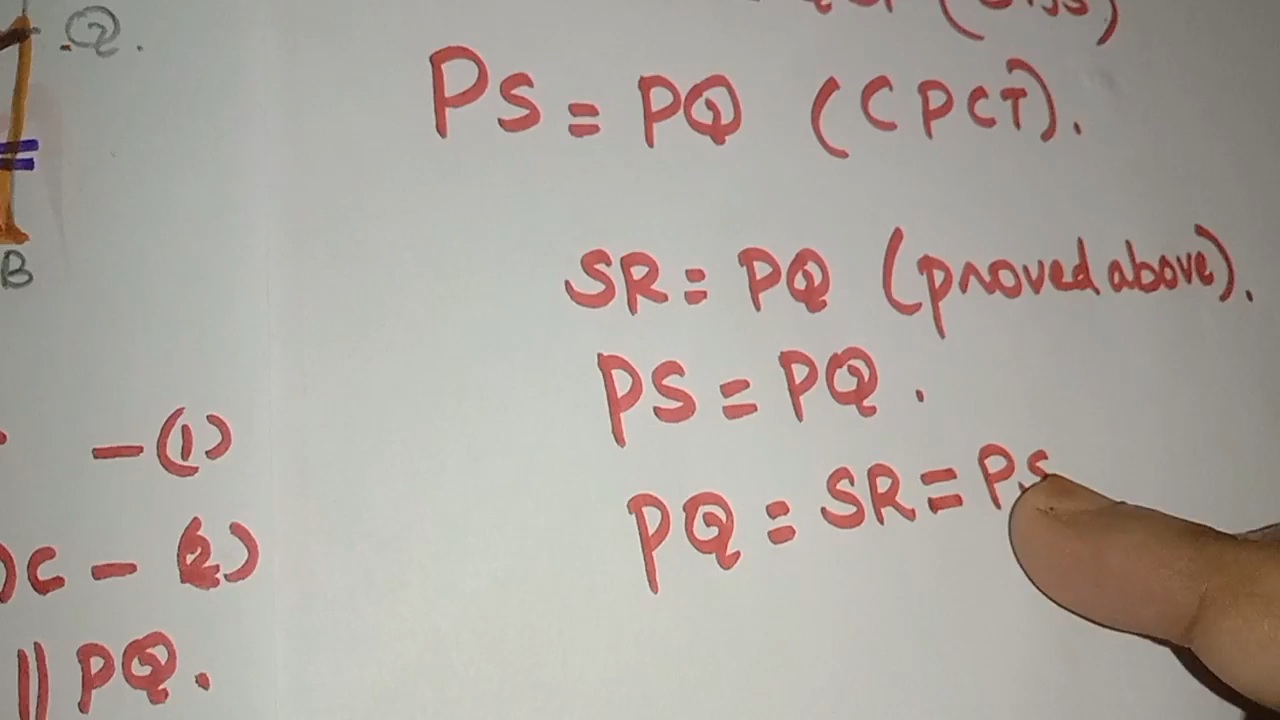 Q.
PS = PQ (CPCT).
B
SR = PQ (proved above).
PS = PQ .
- (1)
PQ = SR = PS
C - (2)
|| PQ.